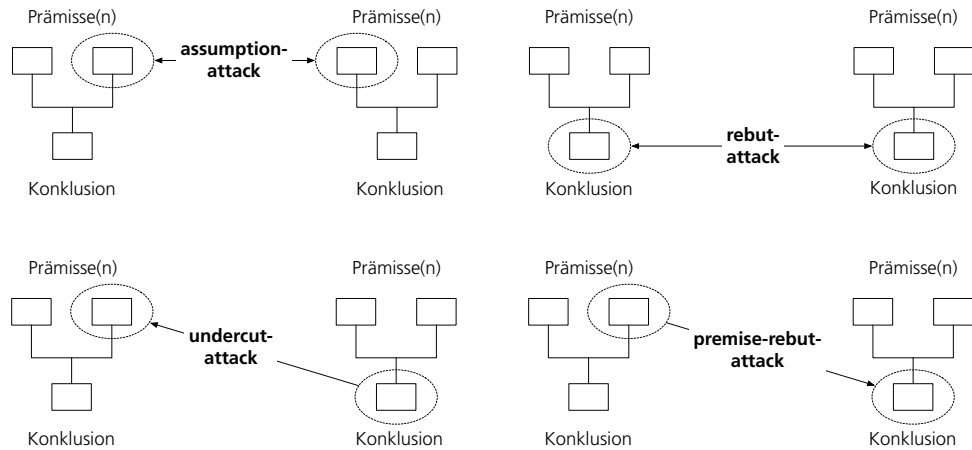 Prämisse(n)
assumption-
attack
Prämisse(n)
Konklusion
Konklusion
Prämisse(n)
Prämisse(n)
rebut-
attack
Konklusion
Konklusion
Prämisse(n)
Prämisse(n)
undercut-
attack
Konklusion
Konklusion
Prämisse(n)
Prämisse(n)
premise-rebut-
attack
Konklusion
Konklusion